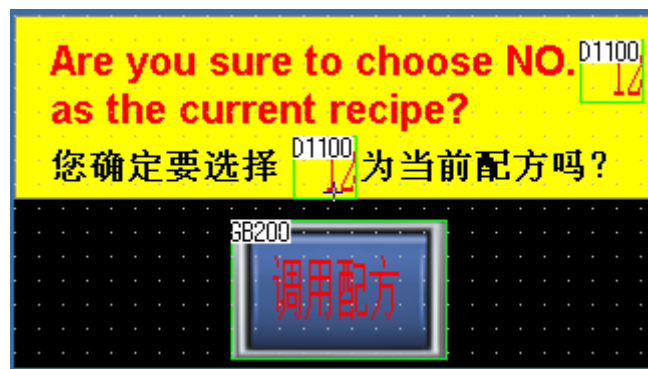 Are you sure to choose NO. D1100
as the current recipe?
您确定要选择 D1100 为当前配方吗?
GB200
调用配方